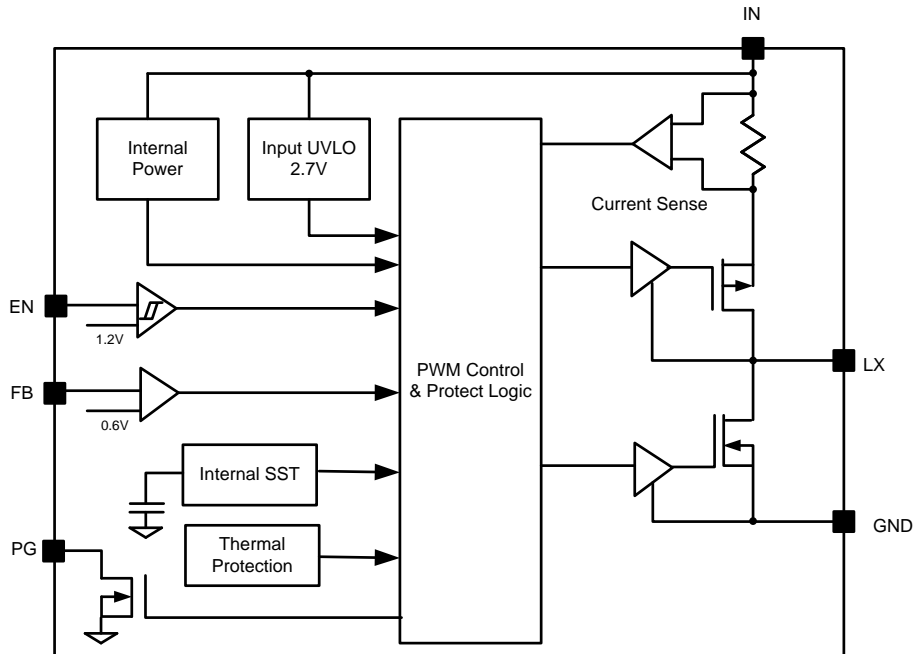 IN
Internal
Power
Input UVLO
2.7V
Current Sense
EN
1.2V
PWM Control
& Protect Logic
LX
FB
0.6V
Internal SST
GND
PG
Thermal
Protection